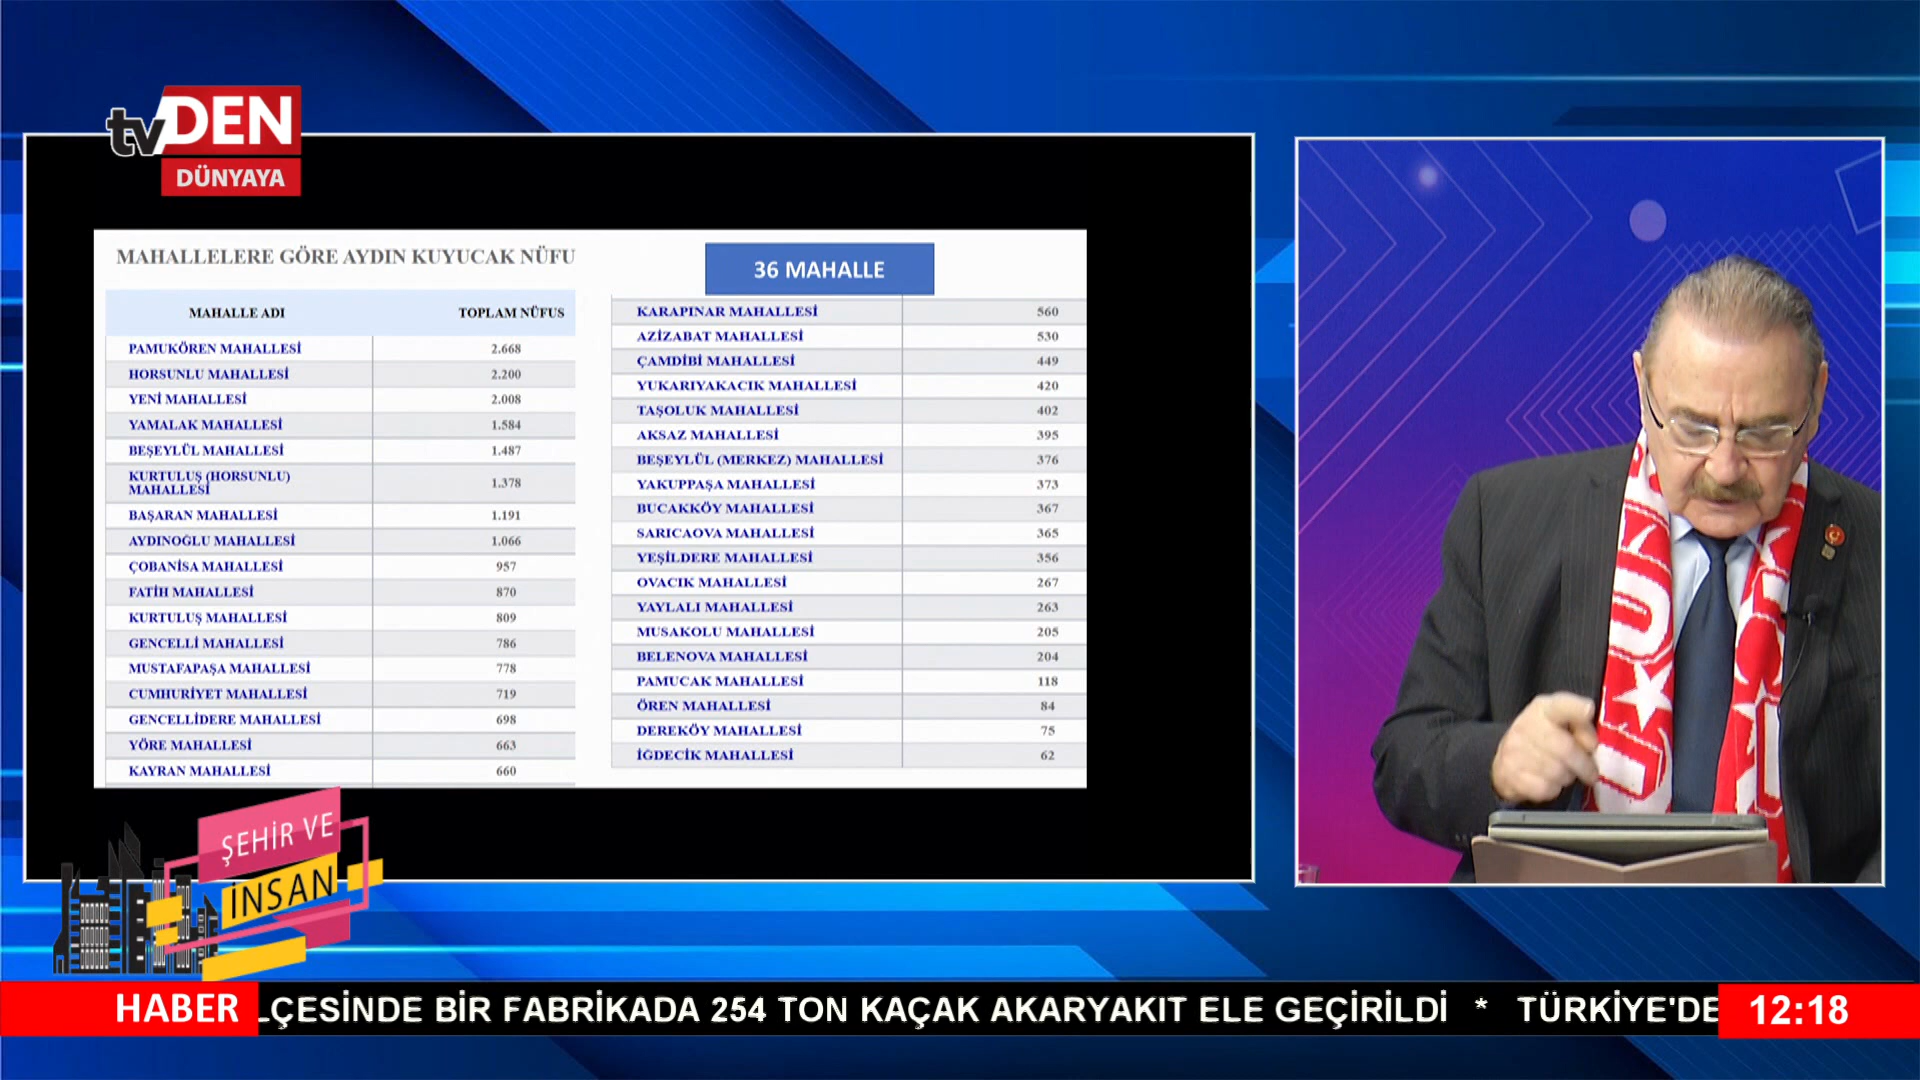 tvDEN
DÜNYAYA
MAHALLELERE GÖRE AYDIN KUYUCAK NÜFU
MAHALLE ADI TOPLAM NÜFUS
PAMUKÖREN MAHALLESİ 2.668
HORSUNLU MAHALLESİ 2.200
YENİ MAHALLESİ 2.008
YAMALAK MAHALLESİ 1.584
BEŞEYLÜL MAHALLESİ 1.487
KURTULUŞ (HORSUNLU)
MAHALLESİ 1.378
BAŞARAN MAHALLESİ 1.191
AYDINOĞLU MAHALLESİ 1.066
ÇOBANİSA MAHALLESİ 957
FATİH MAHALLESİ 870
KURTULUŞ MAHALLESİ 809
GENCELLİ MAHALLESİ 786
MUSTAFAPAŞA MAHALLESİ 778
CUMHURİYET MAHALLESİ 719
GENCELLİDERE MAHALLESİ 698
YÖRE MAHALLESİ 663
KAYRAN MAHALLESİ 660
36 MAHALLE
KARAPINAR MAHALLESİ 560
AZİZABAT MAHALLESİ 530
ÇAMDİBİ MAHALLESİ 449
YUKARIYAKACIK MAHALLESİ 420
TAŞOLUK MAHALLESİ 402
AKSAZ MAHALLESİ 395
BEŞEYLÜL (MERKEZ) MAHALLESİ 376
YAKUPPAŞA MAHALLESİ 373
BUCAKKÖY MAHALLESİ 367
SARICAOVA MAHALLESİ 365
YEŞİLDERE MAHALLESİ 356
OVACIK MAHALLESİ 267
YAYLALI MAHALLESİ 263
MUSAKOLU MAHALLESİ 205
BELENOVA MAHALLESİ 204
PAMUCAK MAHALLESİ 118
ÖREN MAHALLESİ 84
DEREKÖY MAHALLESİ 75
İĞDECİK MAHALLESİ 62
ŞEHİR VE
İNSAN
HABER LÇESİNDE BİR FABRİKADA 254 TON KAÇAK AKARYAKIT ELE GEÇİRİLDİ * TÜRKİYE'DE 12:18